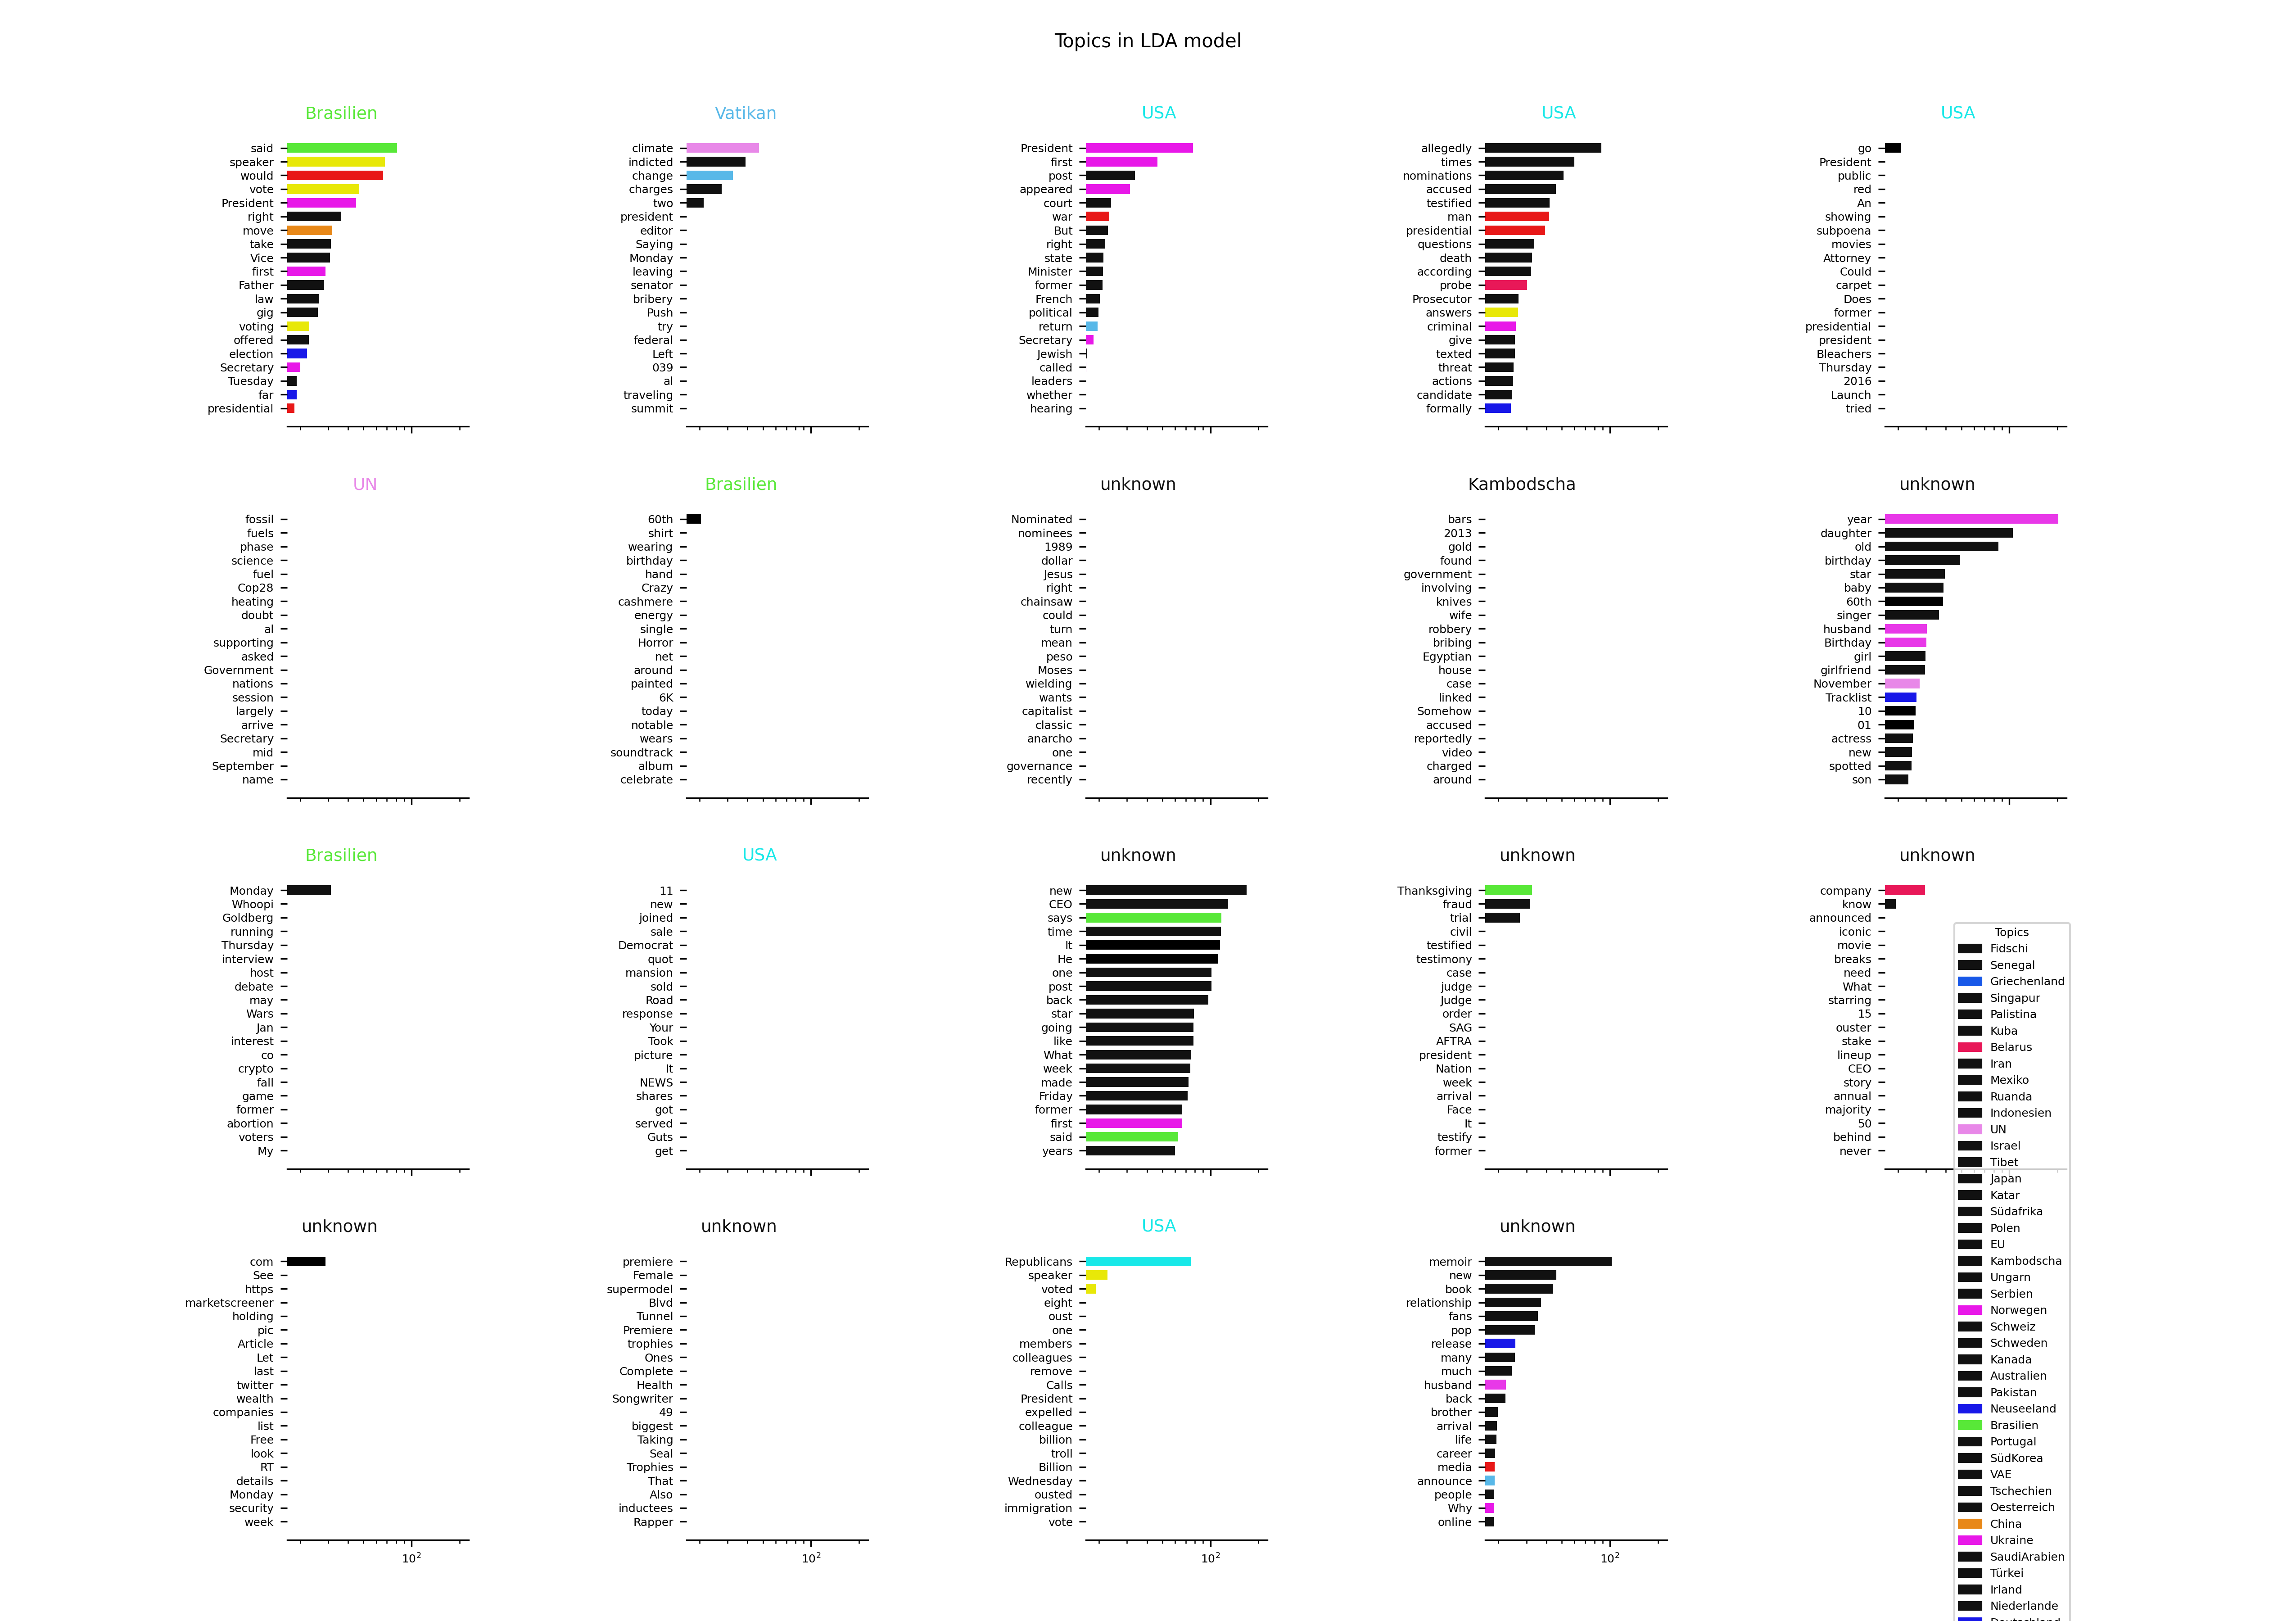 Topics in LDA model
Brasilien
said
speaker
would
vote
President
right
move
take
Vice
first
Father
law
gig
voting
offered
election
Secretary
Tuesday
far
presidential
Vatikan
climate
indicted
change
charges
two
president
editor
Saying
Monday
leaving
senator
bribery
Push
try
federal
Left
039
al
traveling
summit
USA
President
first
post
appeared
court
war
But
right
state
Minister
former
French
political
return
Secretary
Jewish
called
leaders
whether
hearing
USA
allegedly
times
nominations
accused
testified
man
presidential
questions
death
according
probe
Prosecutor
answers
criminal
give
texted
threat
actions
candidate
formally
USA
go
President
public
red
An
showing
subpoena
movies
Attorney
Could
carpet
Does
former
presidential
president
Bleachers
Thursday
2016
Launch
tried
UN
fossil
fuels
phase
science
fuel
Cop28
heating
doubt
al
supporting
asked
Government
nations
session
largely
arrive
Secretary
mid
September
name
Brasilien
60th
shirt
wearing
birthday
hand
Crazy
cashmere
energy
single
Horror
net
around
painted
6K
today
notable
wears
soundtrack
album
celebrate
unknown
Nominated
nominees
1989
dollar
Jesus
right
chainsaw
could
turn
mean
peso
Moses
wielding
wants
capitalist
classic
anarcho
one
governance
recently
Kambodscha
bars
2013
gold
found
government
involving
knives
wife
robbery
bribing
Egyptian
house
case
linked
Somehow
accused
reportedly
video
charged
around
unknown
year
daughter
old
birthday
star
baby
60th
singer
husband
Birthday
girl
girlfriend
November
Tracklist
10
01
actress
new
spotted
son
Brasilien
Monday
Whoopi
Goldberg
running
Thursday
interview
host
debate
may
Wars
Jan
interest
co
crypto
fall
game
former
abortion
voters
My
USA
11
new
joined
sale
Democrat
quot
mansion
sold
Road
response
Your
Took
picture
It
NEWS
shares
got
served
Guts
get
unknown
new
CEO
says
time
It
He
one
post
back
star
going
like
What
week
made
Friday
former
first
said
years
unknown
Thanksgiving
fraud
trial
civil
testified
testimony
case
judge
Judge
order
SAG
AFTRA
president
Nation
week
arrival
Face
It
testify
former
unknown
company
know
announced
iconic
movie
breaks
need
What
starring
15
ouster
stake
lineup
CEO
story
annual
majority
50
behind
never
unknown
com
See
https
marketscreener
holding
pic
Article
Let
last
twitter
wealth
companies
list
Free
look
RT
details
Monday
security
week
10²
unknown
premiere
Female
supermodel
Blvd
Tunnel
Premiere
trophies
Ones
Complete
Health
Songwriter
49
biggest
Taking
Seal
Trophies
That
Also
inductees
Rapper
10²
USA
Republicans
speaker
voted
eight
oust
one
members
colleagues
remove
Calls
President
expelled
colleague
billion
troll
Billion
Wednesday
ousted
immigration
vote
10²
unknown
memoir
new
book
relationship
fans
pop
release
many
much
husband
back
brother
arrival
life
career
media
announce
people
Why
online
10²
Topics
Fidschi
Senegal
Griechenland
Singapur
Palistina
Kuba
Belarus
Iran
Mexiko
Ruanda
Indonesien
UN
Israel
Tibet
Japan
Katar
Südafrika
Polen
EU
Kambodscha
Ungarn
Serbien
Norwegen
Schweiz
Schweden
Kanada
Australien
Pakistan
Neuseeland
Brasilien
Portugal
SüdKorea
VAE
Tschechien
Oesterreich
China
Ukraine
SaudiArabien
Türkei
Irland
Niederlande